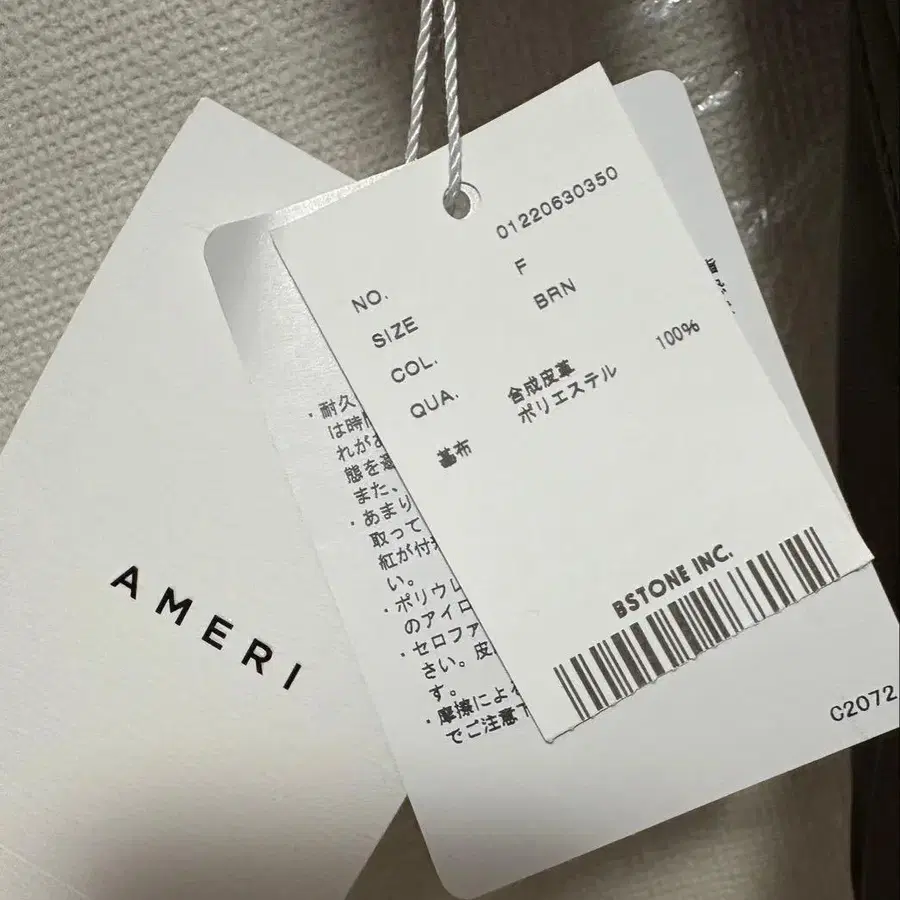 AMERI
NO. 01220630350
SIZE F
COL. BRN
QUA. 合成皮革
基布 ポリエステル 100%
BSTONE INC.
・耐久
は時
れが
態を
また、
・あまり
取って
紅が付
い。
・ポリウレ
のアイロ
・セロファ
さい。皮
す。
・摩擦によ
でご注意
C2072